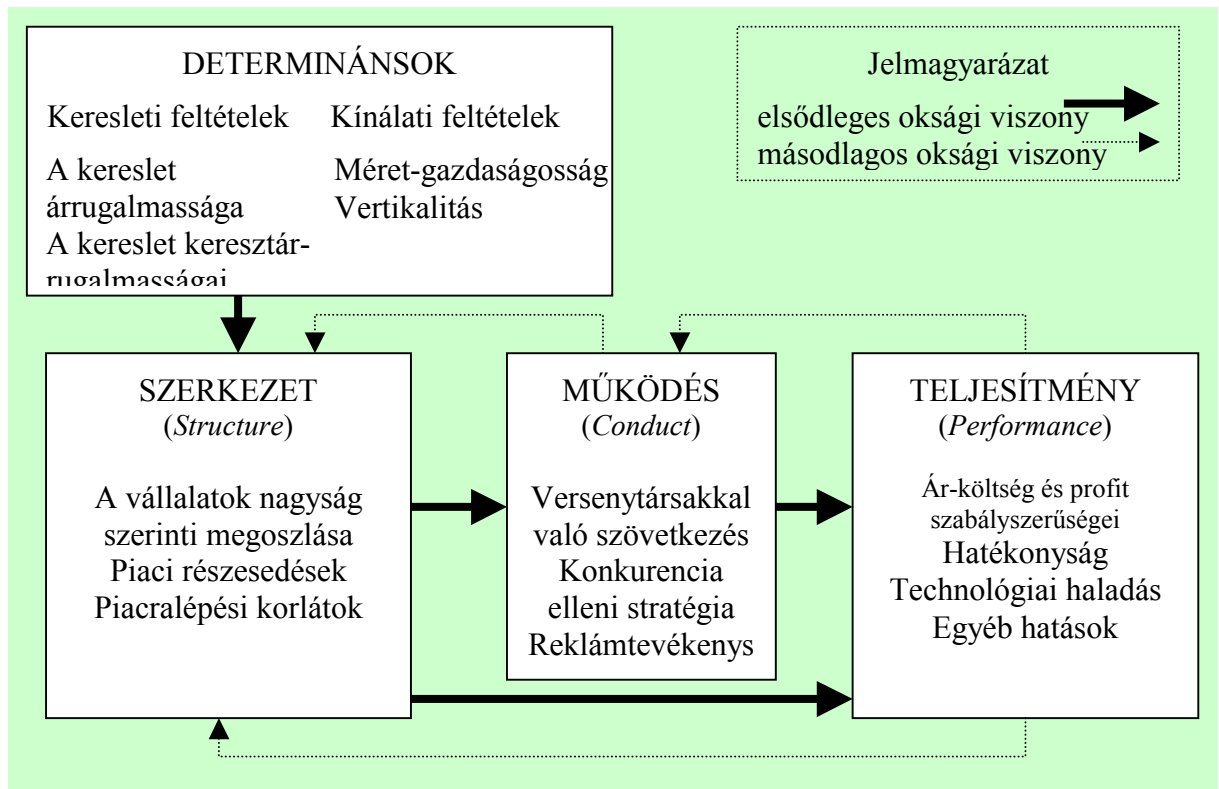 DETERMINÁNSOK
Keresleti feltételek
A kereslet
árrugalmassága
A kereslet keresztár-
rugalmasságai
Kínálati feltételek
Méret-gazdaságosság
Vertikalitás
Jelmagyarázat
elsődleges oksági viszony
másodlagos oksági viszony
SZERKEZET
(Structure)
A vállalatok nagyság
szerinti megoszlása
Piaci részesedések
Piacralépési korlátok
MŰKÖDÉS
(Conduct)
Versenytársakkal
való szövetkezés
Konkurencia
elleni stratégia
Reklámtevékenys
TELJESÍTMÉNY
(Performance)
Ár-költség és profit
szabályszerűségei
Hatékonyság
Technológiai haladás
Egyéb hatások